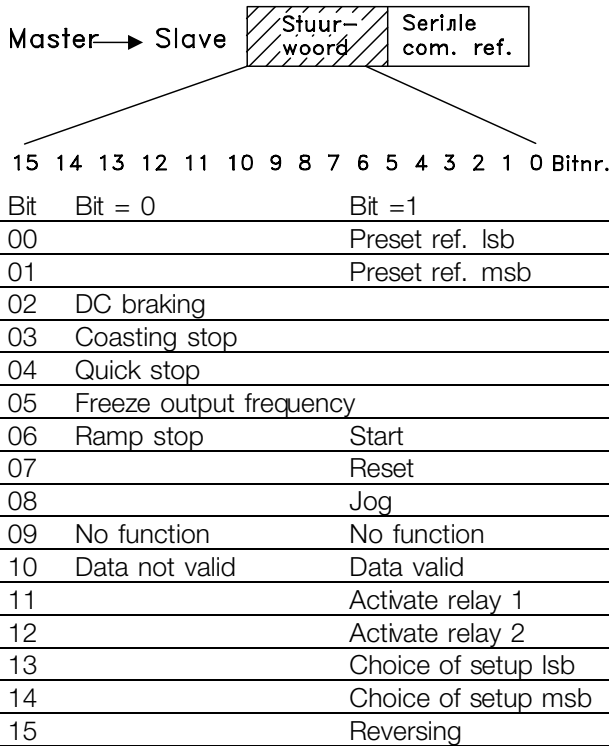 Master Slave Stuur- Seriлle
woord com. ref.
15 14 13 12 11 10 9 8 7 6 5 4 3 2 1 0 Bitnr.
Bit Bit = 0 Bit =1
00 Preset ref. lsb
01 Preset ref. msb
02 DC braking
03 Coasting stop
04 Quick stop
05 Freeze output frequency
06 Ramp stop Start
07 Reset
08 Jog
09 No function No function
10 Data not valid Data valid
11 Activate relay 1
12 Activate relay 2
13 Choice of setup lsb
14 Choice of setup msb
15 Reversing